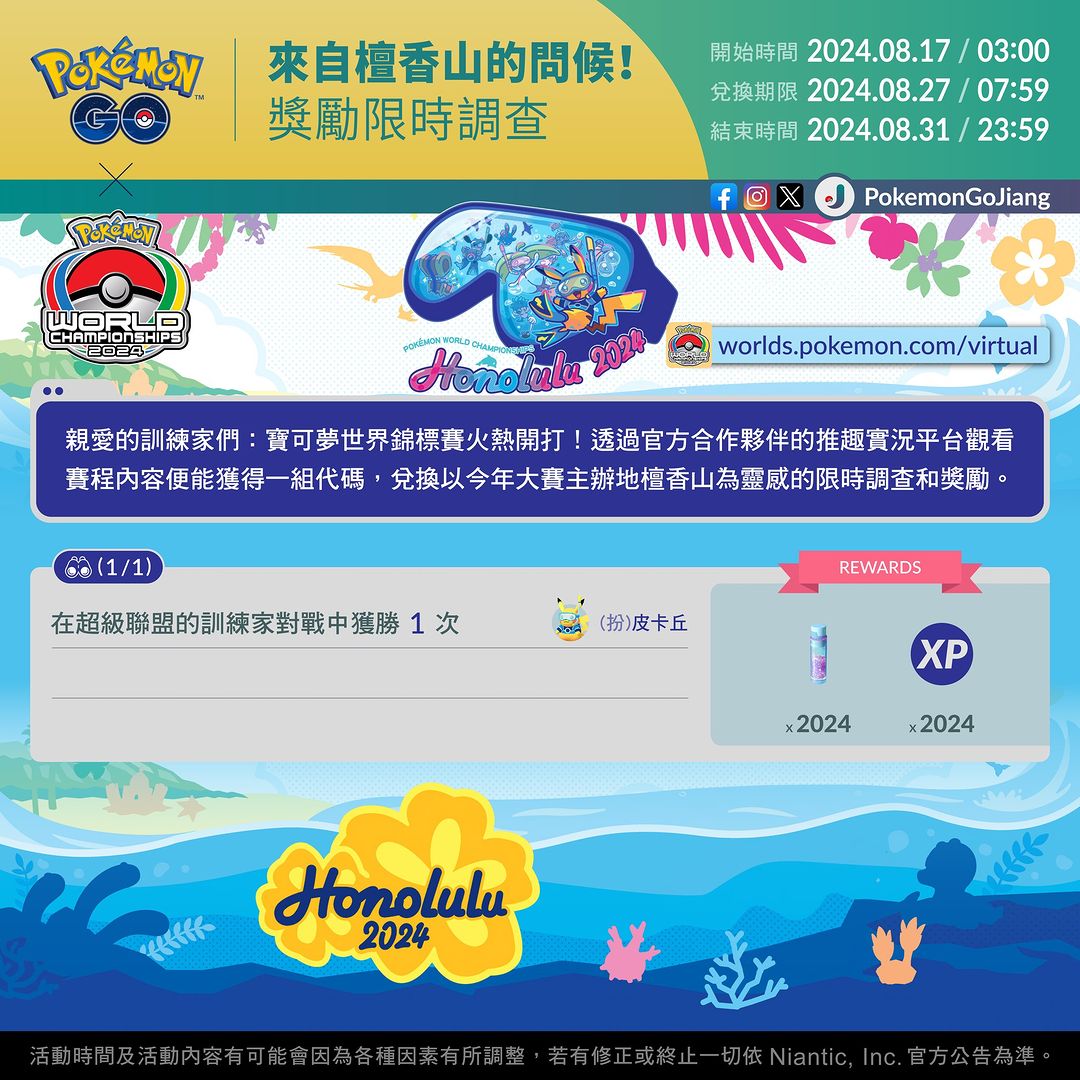 POKÉMON
GO
TM
來自檀香山的問候!
獎勵限時調查
開始時間 2024.08.17 / 03:00
兌換期限 2024.08.27 / 07:59
結束時間 2024.08.31 / 23:59
PokemonGoJiang
POKÉMON
WORLD
CHAMPIONSHIPS
2024
POKÉMON WORLD CHAMPIONSHIPS
Honolulu 2024
worlds.pokemon.com/virtual
親愛的訓練家們：寶可夢世界錦標賽火熱開打！透過官方合作夥伴的推趣實況平台觀看
賽程內容便能獲得一組代碼，兌換以今年大賽主辦地檀香山為靈感的限時調查和獎勵。
(1/1)
REWARDS
在超級聯盟的訓練家對戰中獲勝 1 次
(扮)皮卡丘
XP
x2024
x2024
Honolulu
2024
活動時間及活動內容有可能會因為各種因素有所調整，若有修正或終止一切依 Niantic, Inc. 官方公告為準。